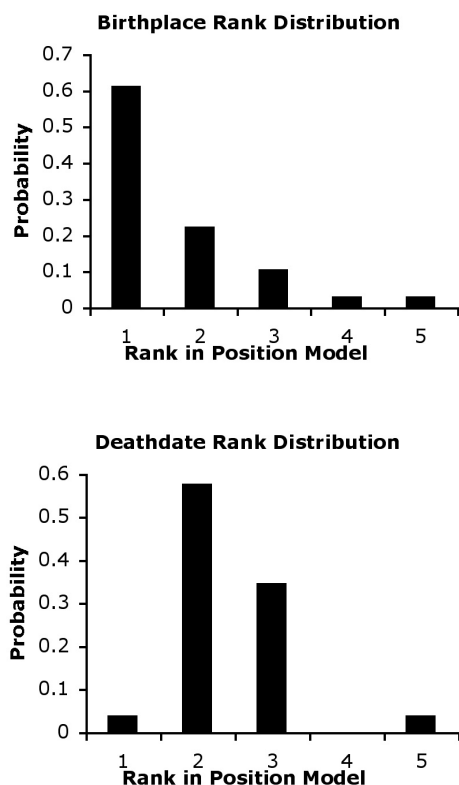 Birthplace Rank Distribution
0.7
0.6
0.5
0.4
0.3
0.2
0.1
0
Probability
1 2 3 4 5
Rank in Position Model
Deathdate Rank Distribution
0.6
0.5
0.4
0.3
0.2
0.1
0
Probability
1 2 3 4 5
Rank in Position Model